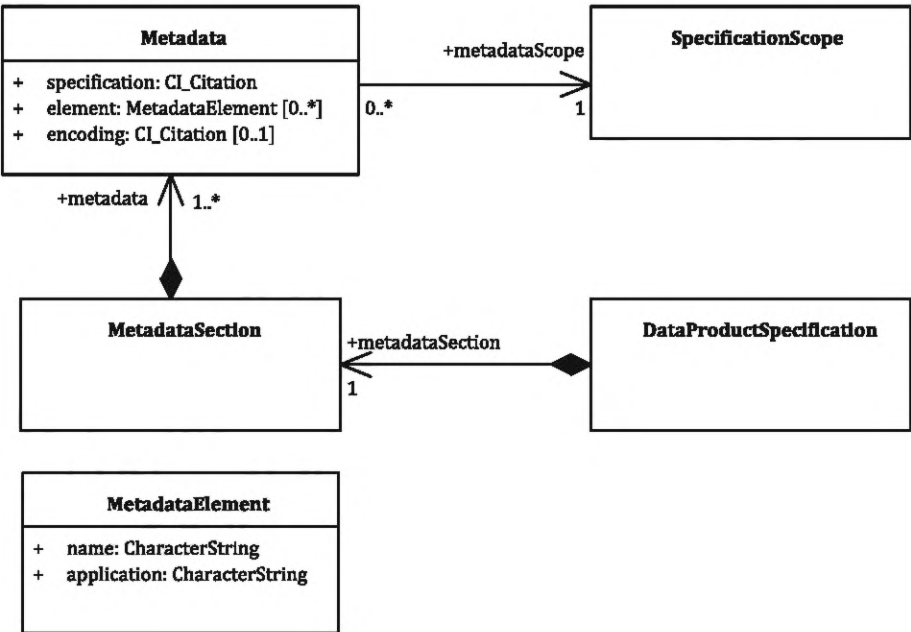 Metadata
+ specification: CI_Citation
+ element: MetadataElement [0..*]
+ encoding: CI_Citation [0..1]
+metadataScope
0..*
1
SpecificationScope
+metadata
1..*
MetadataSection
+metadataSection
1
DataProductSpecification
MetadataElement
+ name: CharacterString
+ application: CharacterString